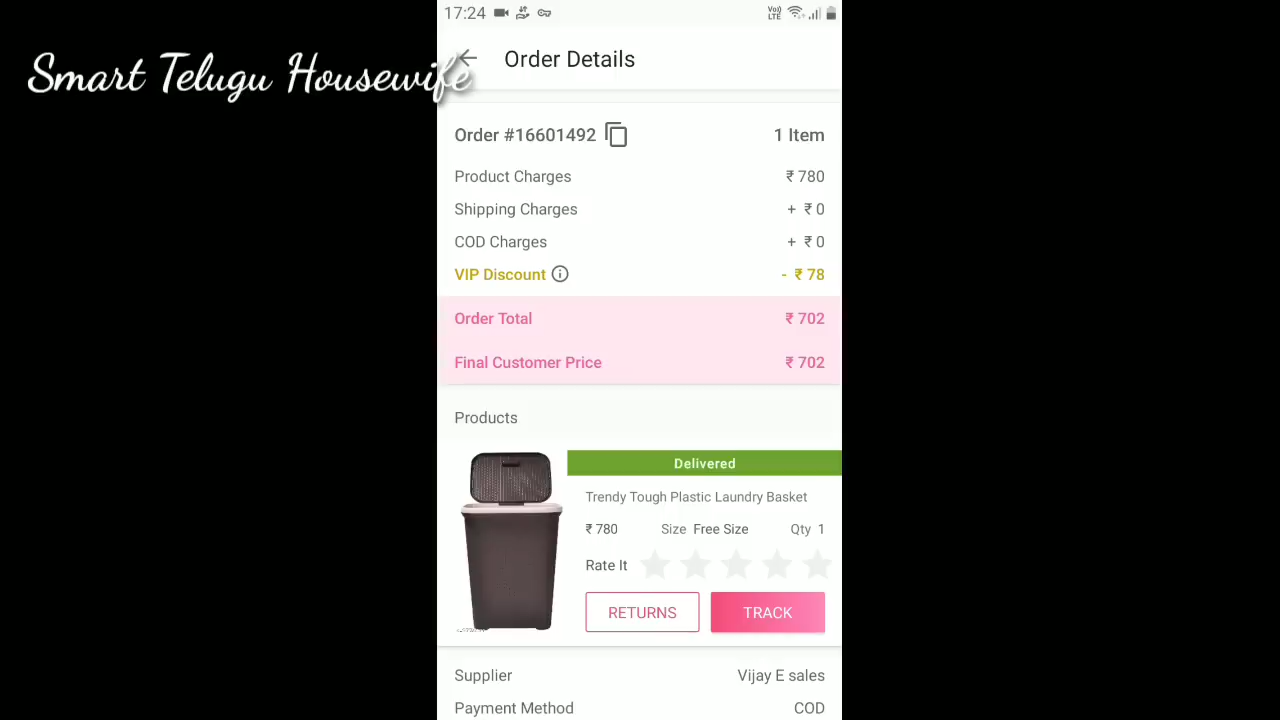 17:24
Vo)) LTE
Smart Telugu Housewife
Order Details
Order #16601492 1 Item
Product Charges ₹ 780
Shipping Charges + ₹ 0
COD Charges + ₹ 0
VIP Discount - ₹ 78
Order Total ₹ 702
Final Customer Price ₹ 702
Products
Delivered
Trendy Tough Plastic Laundry Basket
₹ 780 Size Free Size Qty 1
Rate It
RETURNS TRACK
Supplier Vijay E sales
Payment Method COD